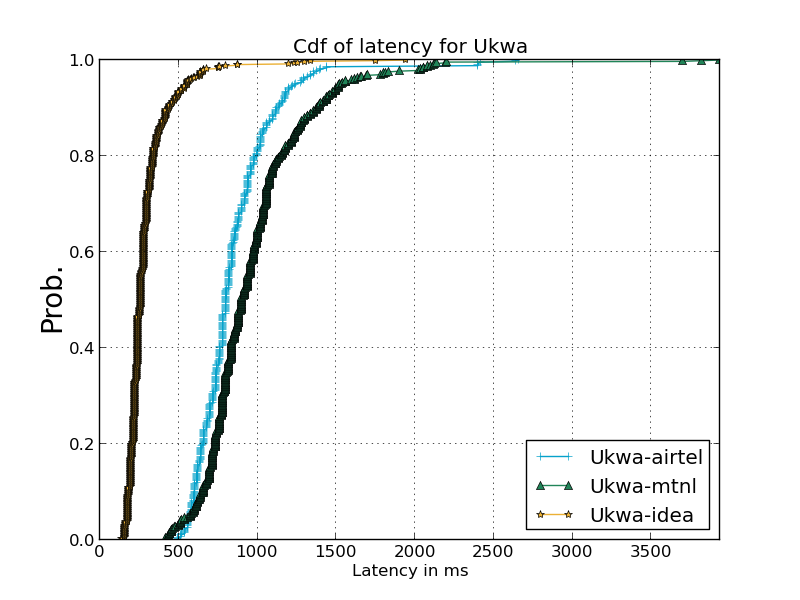 Cdf of latency for Ukwa
1.0
0.8
0.6
0.4
0.2
0.0
Prob.
0 500 1000 1500 2000 2500 3000 3500
Latency in ms
Ukwa-airtel
Ukwa-mtnl
Ukwa-idea